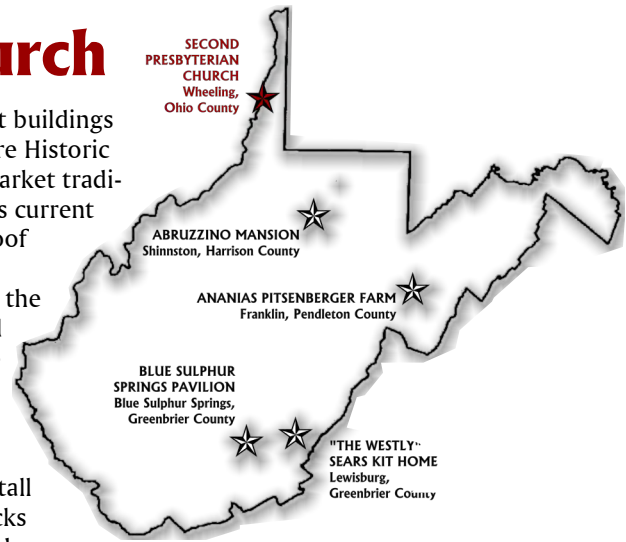 urch
t buildings
re Historic
arket tradi-
s current
oof
the
tall
cks
SECOND
PRESBYTERIAN
CHURCH
Wheeling,
Ohio County
ABRUZZINO MANSION
Shinnston, Harrison County
ANANIAS PITSENBERGER FARM
Franklin, Pendleton County
BLUE SULPHUR
SPRINGS PAVILION
Blue Sulphur Springs,
Greenbrier County
"THE WESTLY"
SEARS KIT HOME
Lewisburg,
Greenbrier County